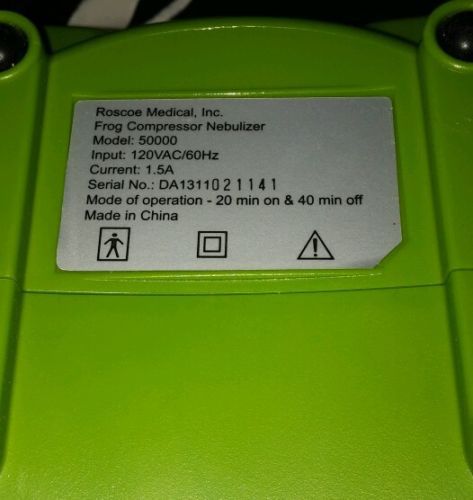 Roscoe Medical, Inc.
Frog Compressor Nebulizer
Model: 50000
Input: 120VAC/60Hz
Current: 1.5A
Serial No.: DA1311021141
Mode of operation - 20 min on & 40 min off
Made in China